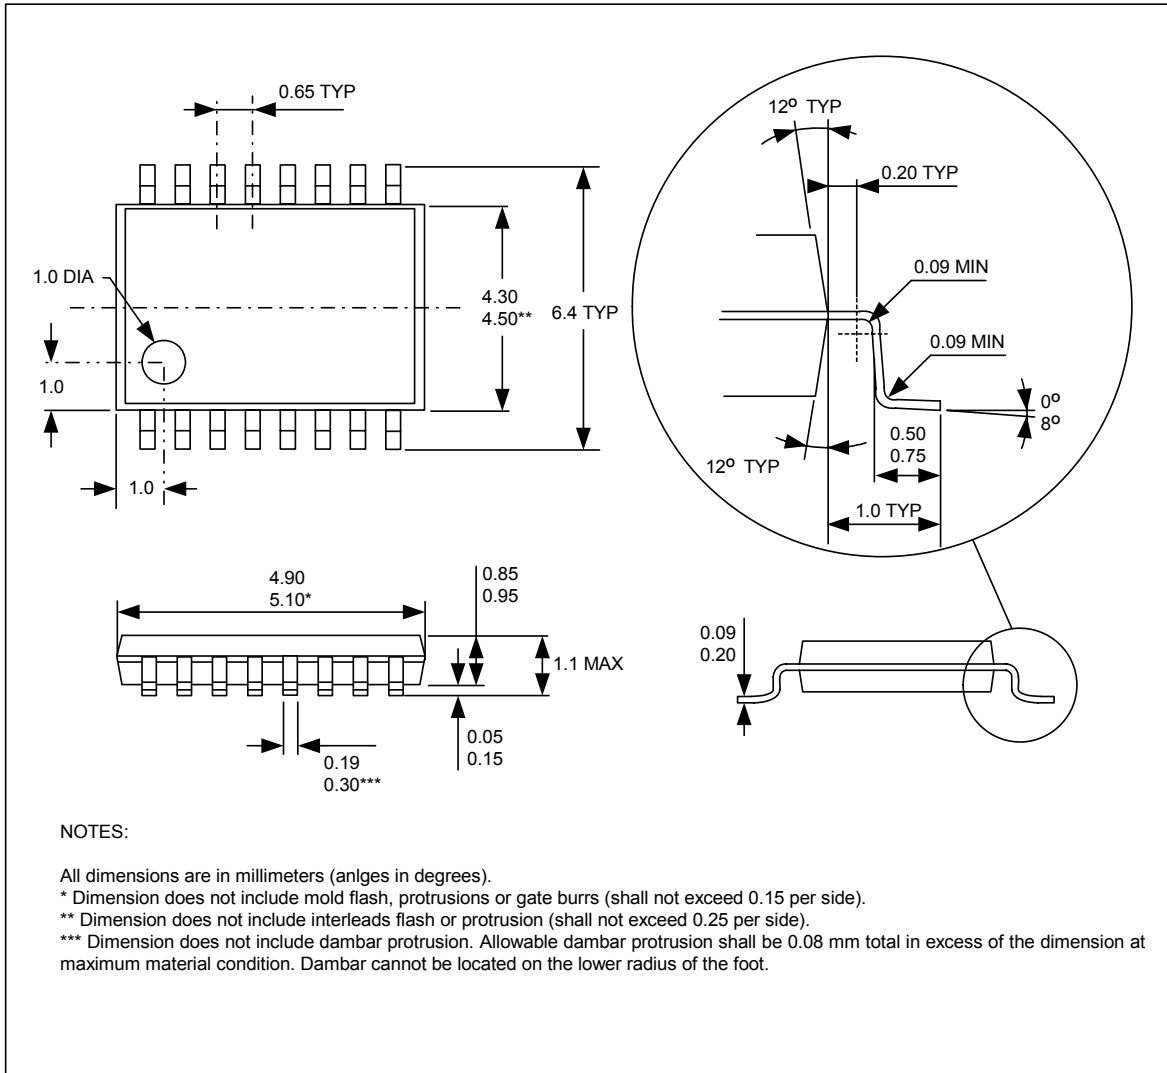 0.65 TYP
1.0 DIA
4.30
4.50**
6.4 TYP
1.0
1.0
12º TYP
0.20 TYP
0.09 MIN
0.09 MIN
0º
8º
0.50
0.75
12º TYP
1.0 TYP
4.90
5.10*
0.85
0.95
1.1 MAX
0.05
0.15
0.19
0.30***
0.09
0.20
NOTES:
All dimensions are in millimeters (anlges in degrees).
* Dimension does not include mold flash, protrusions or gate burrs (shall not exceed 0.15 per side).
** Dimension does not include interleads flash or protrusion (shall not exceed 0.25 per side).
*** Dimension does not include dambar protrusion. Allowable dambar protrusion shall be 0.08 mm total in excess of the dimension at
maximum material condition. Dambar cannot be located on the lower radius of the foot.